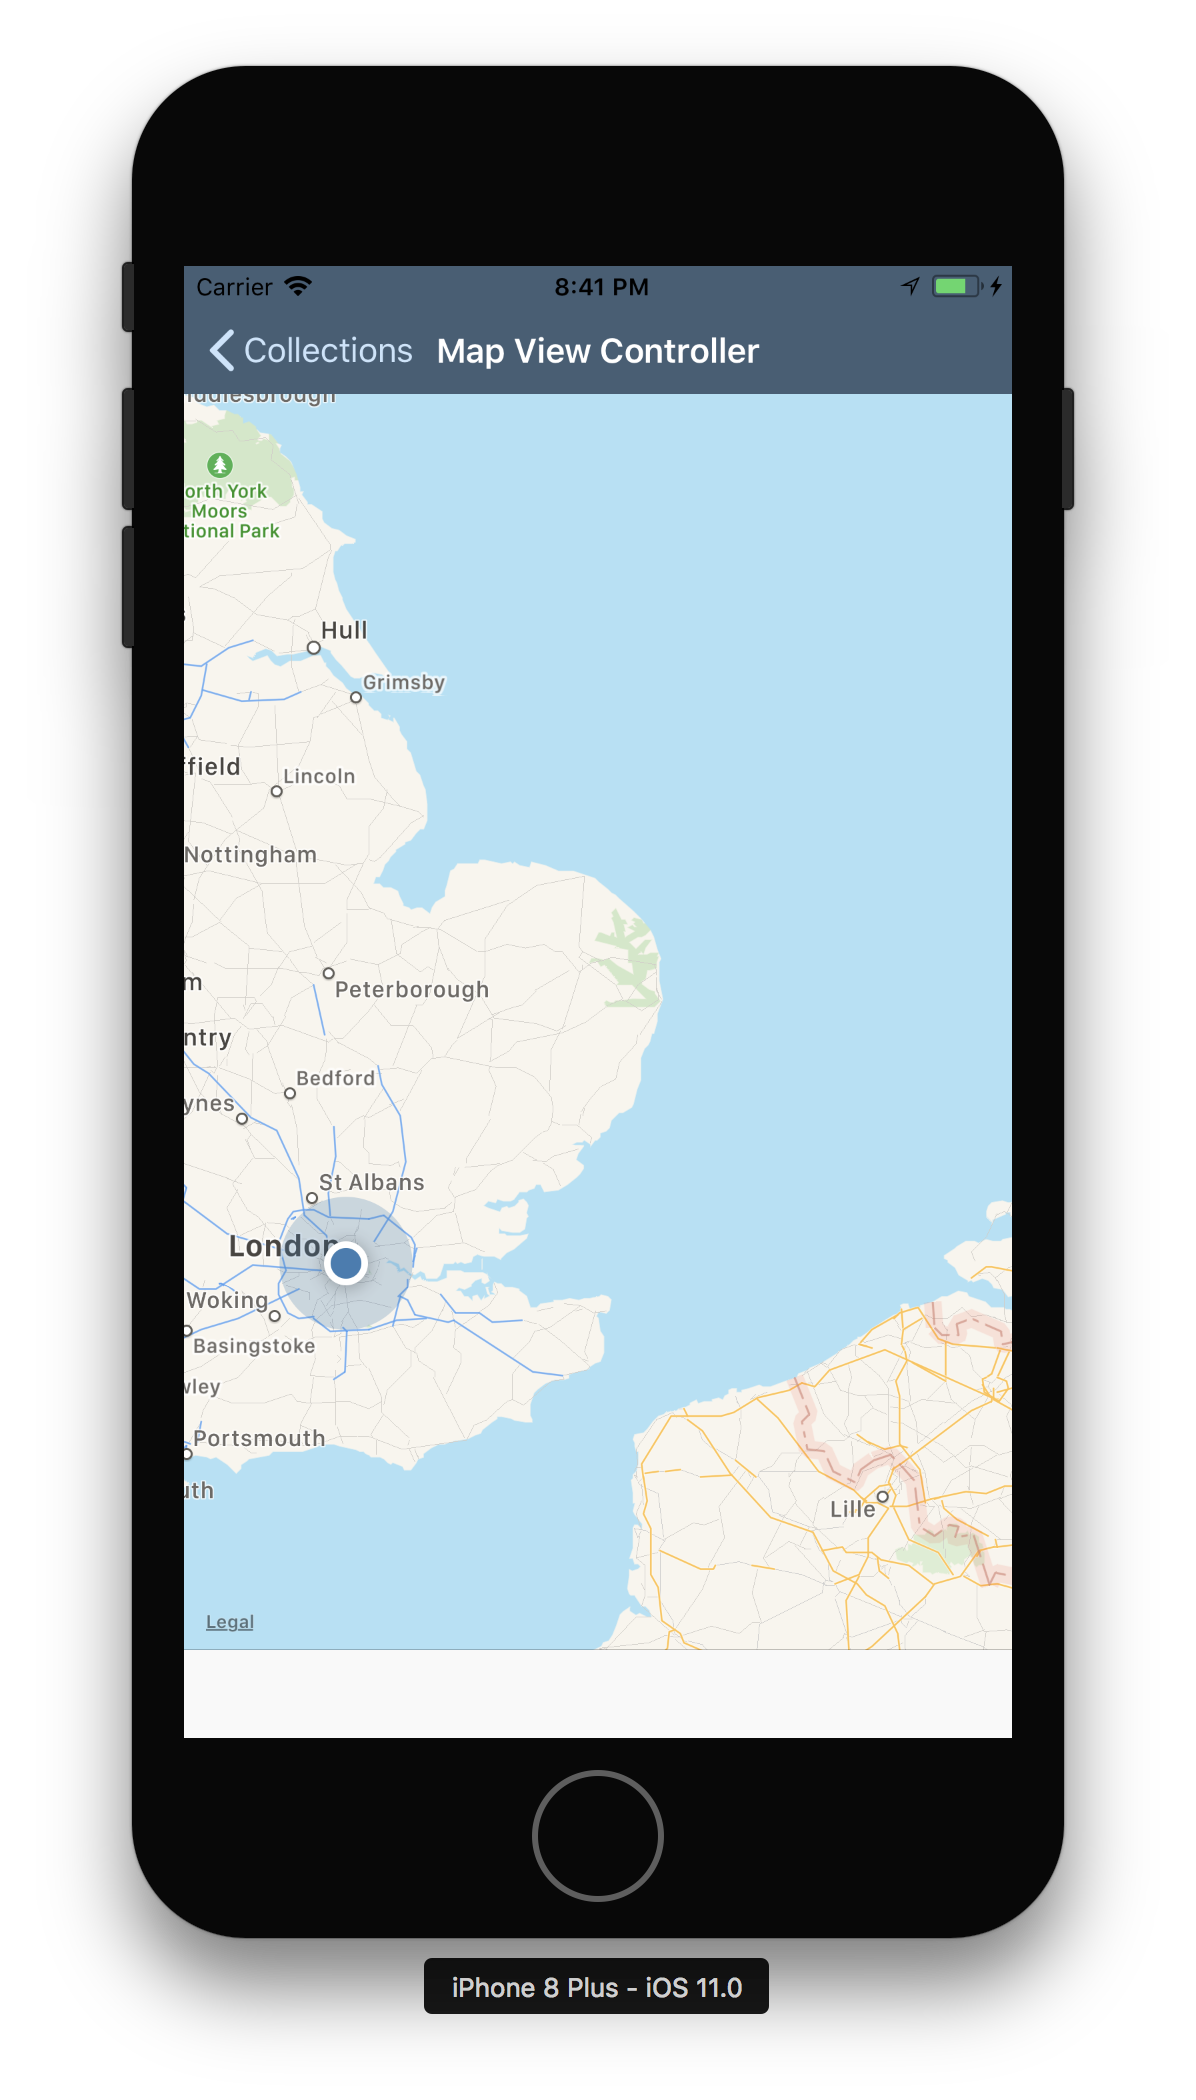 Carrier
8:41 PM
Collections
Map View Controller
iddlesbrough
orth York
Moors
tional Park
Hull
Grimsby
ffield
Lincoln
Nottingham
m
Peterborough
ntry
Bedford
ynes
St Albans
London
Woking
Basingstoke
wley
Portsmouth
uth
Lille
Legal
iPhone 8 Plus - iOS 11.0